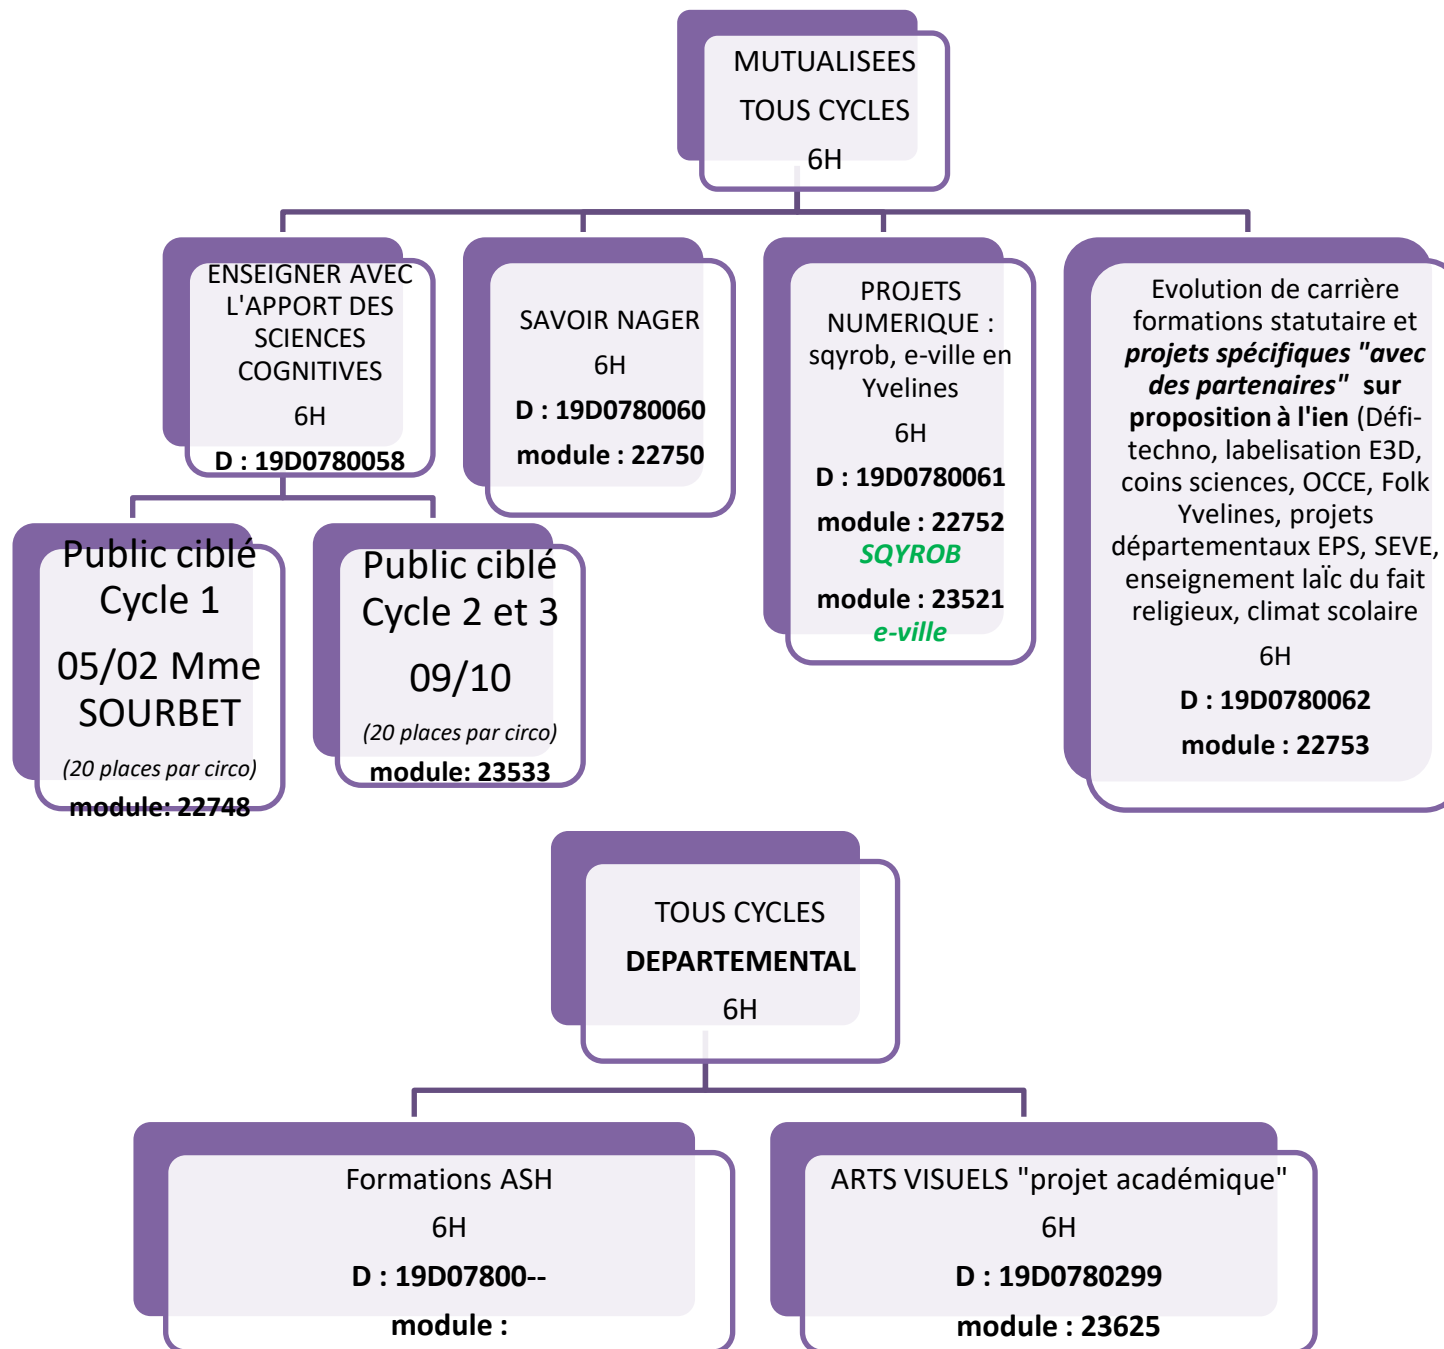 MUTUALISEES
TOUS CYCLES
6H
ENSEIGNER AVEC
L'APPORT DES
SCIENCES
COGNITIVES
6H
D : 19D0780058
SAVOIR NAGER
6H
D : 19D0780060
module : 22750
PROJETS
NUMERIQUE :
sqyrob, e-ville en
Yvelines
6H
D : 19D0780061
module : 22752
SQYROB
module : 23521
e-ville
Evolution de carrière
formations statutaire et
projets spécifiques "avec
des partenaires" sur
proposition à l'ien (Défi-
techno, labelisation E3D,
coins sciences, OCCE, Folk
Yvelines, projets
départementaux EPS, SEVE,
enseignement laÏc du fait
religieux, climat scolaire
6H
D : 19D0780062
module : 22753
Public ciblé
Cycle 1
05/02 Mme
SOURBET
(20 places par circo)
module: 22748
Public ciblé
Cycle 2 et 3
09/10
(20 places par circo)
module: 23533
TOUS CYCLES
DEPARTEMENTAL
6H
Formations ASH
6H
D : 19D07800--
module :
ARTS VISUELS "projet académique"
6H
D : 19D0780299
module : 23625